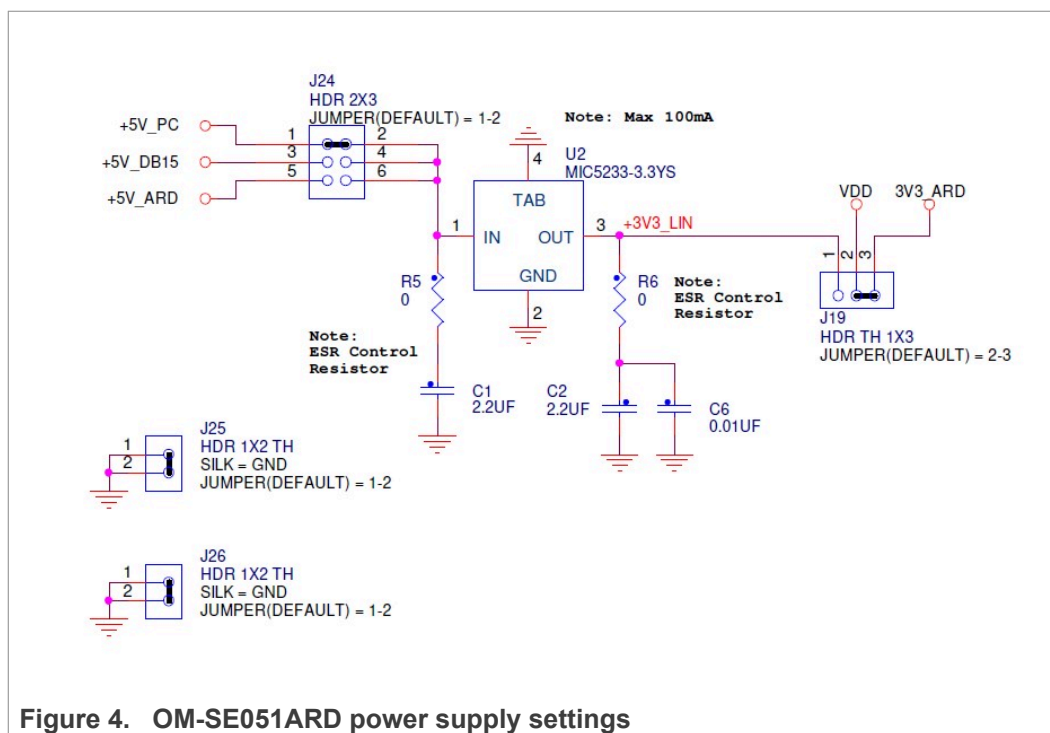 J24
HDR 2X3
JUMPER(DEFAULT) = 1-2
+5V_PC
1
2
+5V_DB15
3
4
+5V_ARD
5
6
Note: Max 100mA
4
U2
MIC5233-3.3YS
TAB
1
IN
OUT
3
+3V3_LIN
GND
2
VDD
3V3_ARD
1
2
3
J19
HDR TH 1X3
JUMPER(DEFAULT) = 2-3
R5
0
Note:
ESR Control
Resistor
C1
2.2UF
R6
0
Note:
ESR Control
Resistor
C2
2.2UF
C6
0.01UF
J25
1
2
HDR 1X2 TH
SILK = GND
JUMPER(DEFAULT) = 1-2
J26
1
2
HDR 1X2 TH
SILK = GND
JUMPER(DEFAULT) = 1-2
Figure 4. OM-SE051ARD power supply settings